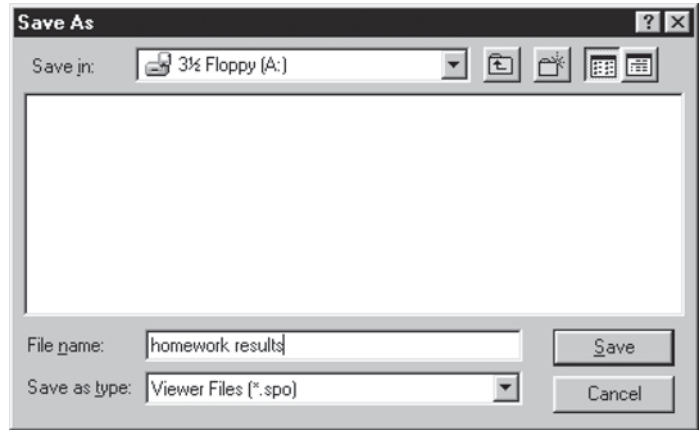 Save As
Save in: 3½ Floppy (A:)
File name: homework results
Save
Save as type: Viewer Files (*.spo)
Cancel